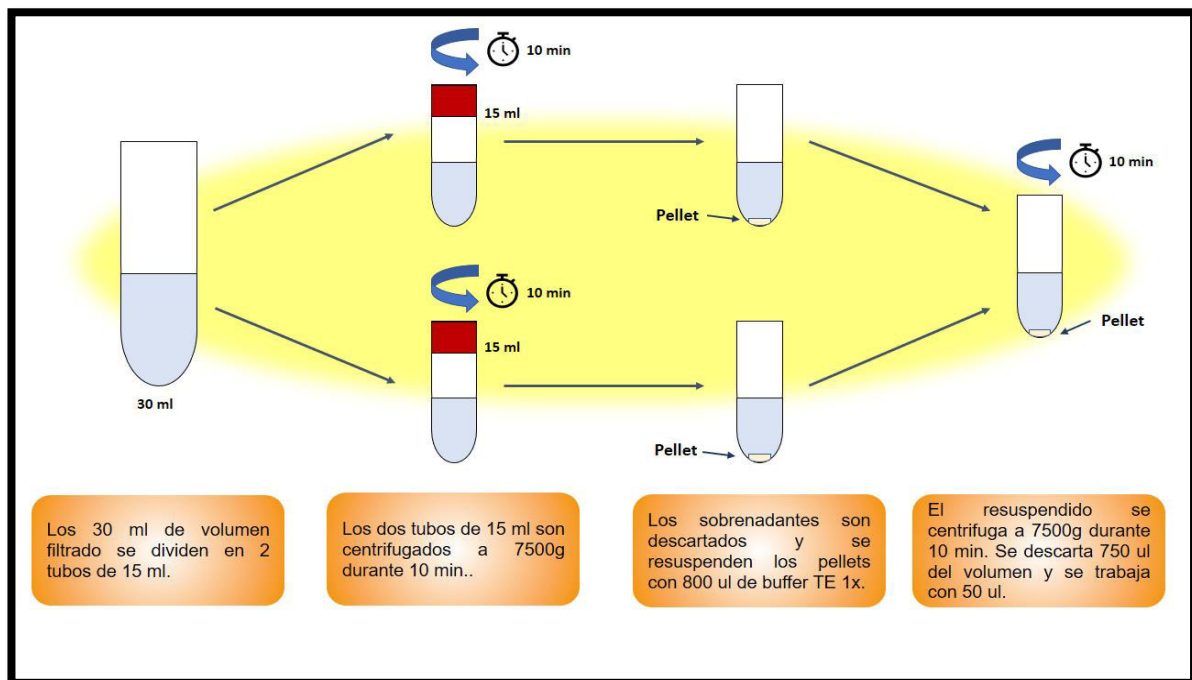 10 min
15 ml
10 min
Pellet
10 min
15 ml
Pellet
Pellet
30 ml
Los 30 ml de volumen
filtrado se dividen en 2
tubos de 15 ml.
Los dos tubos de 15 ml son
centrifugados a 7500g
durante 10 min..
Los sobrenadantes son
descartados y se
resuspenden los pellets
con 800 ul de buffer TE 1x.
El resuspendido se
centrifuga a 7500g durante
10 min. Se descarta 750 ul
del volumen y se trabaja
con 50 ul.